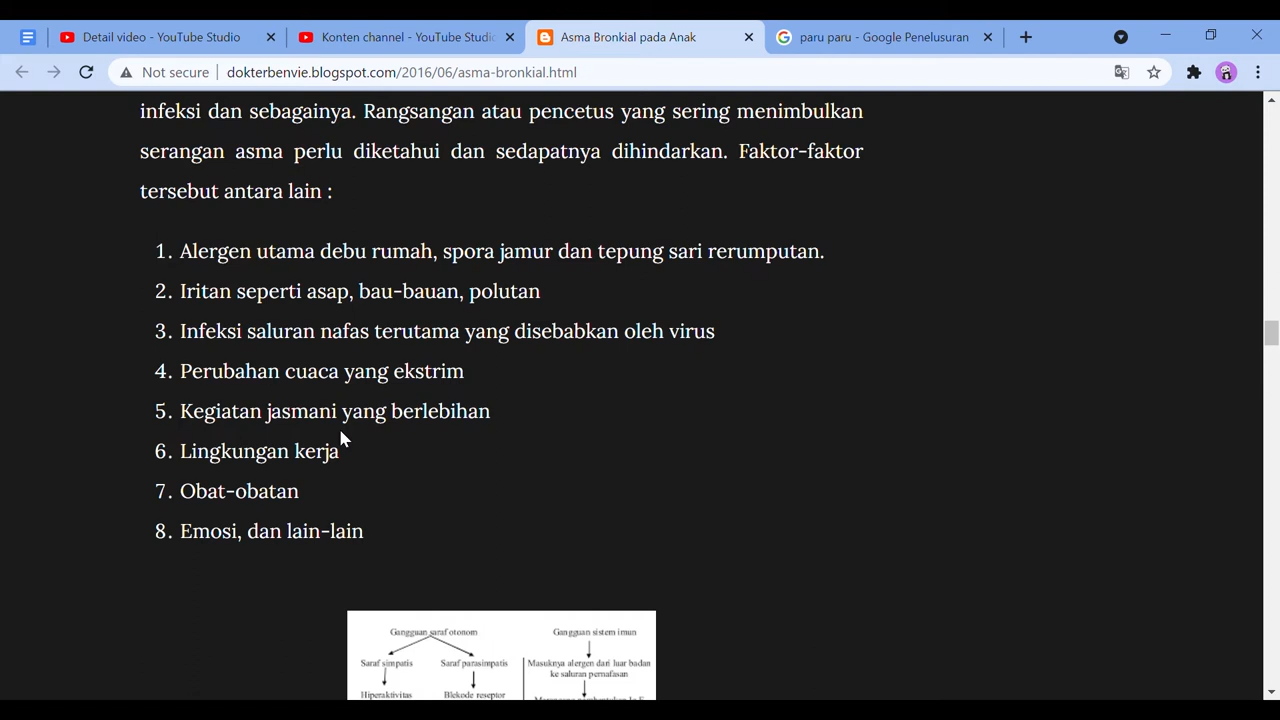 Detail video - YouTube Studio
Konten channel - YouTube Studio
Asma Bronkial pada Anak
paru paru - Google Penelusuran
Not secure
dokterbenvie.blogspot.com/2016/06/asma-bronkial.html
infeksi dan sebagainya. Rangsangan atau pencetus yang sering menimbulkan
serangan asma perlu diketahui dan sedapatnya dihindarkan. Faktor-faktor
tersebut antara lain :
1. Alergen utama debu rumah, spora jamur dan tepung sari rerumputan.
2. Iritan seperti asap, bau-bauan, polutan
3. Infeksi saluran nafas terutama yang disebabkan oleh virus
4. Perubahan cuaca yang ekstrim
5. Kegiatan jasmani yang berlebihan
6. Lingkungan kerja
7. Obat-obatan
8. Emosi, dan lain-lain
Gangguan saraf otonom
Gangguan sistem imun
Saraf simpatis
Saraf parasimpatis
Masuknya alergen dari luar badan
ke saluran pernafasan
Hiperaktivitas
Blekode reseptor